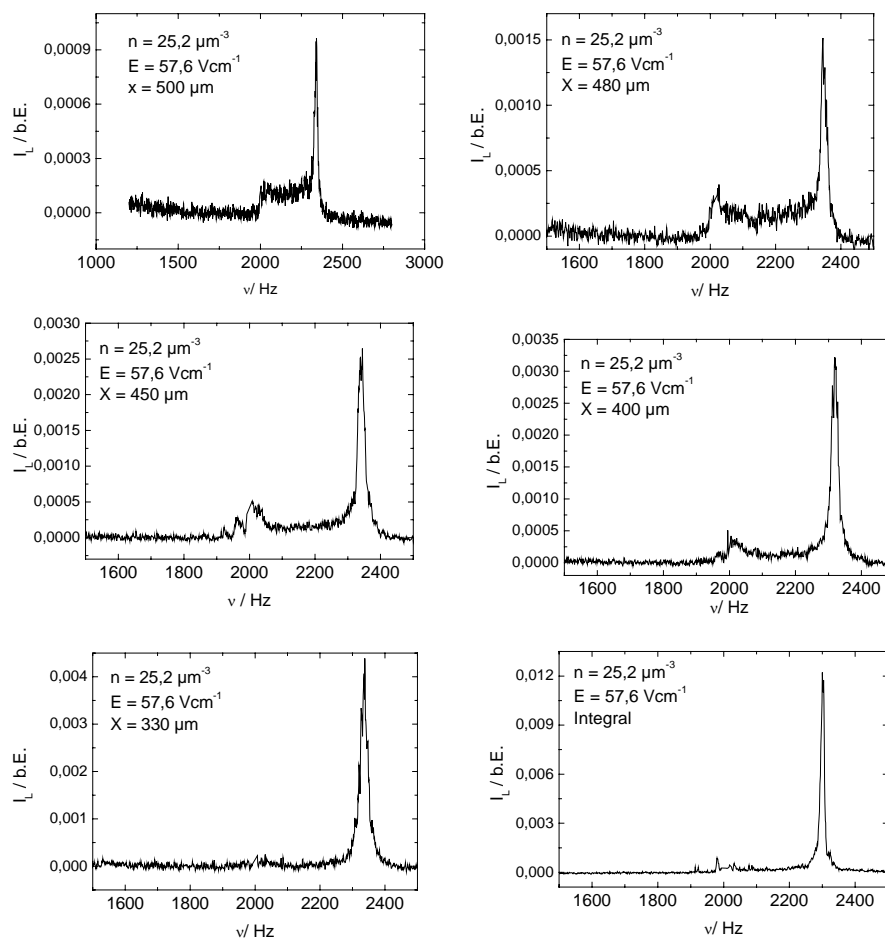 n = 25,2 µm-3
E = 57,6 Vcm-1
x = 500 µm
0,0009
0,0006
0,0003
0,0000
I_L / b.E.
1000 1500 2000 2500 3000
ν/ Hz
n = 25,2 µm-3
E = 57,6 Vcm-1
X = 480 µm
0,0015
0,0010
0,0005
0,0000
I_L / b.E.
1600 1800 2000 2200 2400
ν/ Hz
n = 25,2 µm-3
E = 57,6 Vcm-1
X = 450 µm
0,0030
0,0025
0,0020
0,0015
0,0010
0,0005
0,0000
I_L / b.E.
1600 1800 2000 2200 2400
ν / Hz
n = 25,2 µm-3
E = 57,6 Vcm-1
X = 400 µm
0,0035
0,0030
0,0025
0,0020
0,0015
0,0010
0,0005
0,0000
I_L / b.E.
1600 1800 2000 2200 2400
ν/ Hz
n = 25,2 µm-3
E = 57,6 Vcm-1
X = 330 µm
0,004
0,003
0,002
0,001
0,000
I_L / b.E.
1600 1800 2000 2200 2400
ν/ Hz
n = 25,2 µm-3
E = 57,6 Vcm-1
Integral
0,012
0,009
0,006
0,003
0,000
I_L / b.E.
1600 1800 2000 2200 2400
ν/ Hz